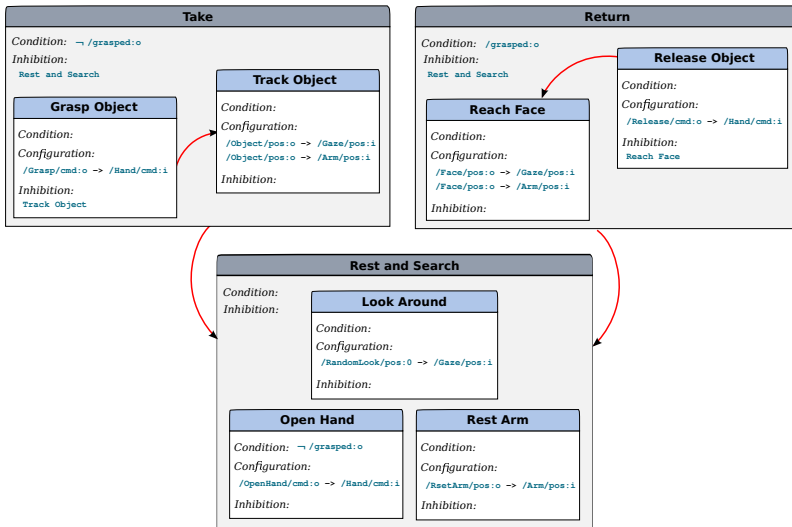 Take
Condition: ¬ /grasped:o
Inhibition:
Rest and Search
Grasp Object
Condition:
Configuration:
/Grasp/cmd:o -> /Hand/cmd:i
Inhibition:
Track Object
Track Object
Condition:
Configuration:
/Object/pos:o -> /Gaze/pos:i
/Object/pos:o -> /Arm/pos:i
Inhibition:
Return
Condition: /grasped:o
Inhibition:
Rest and Search
Reach Face
Condition:
Configuration:
/Face/pos:o -> /Gaze/pos:i
/Face/pos:o -> /Arm/pos:i
Inhibition:
Release Object
Condition:
Configuration:
/Release/cmd:o -> /Hand/cmd:i
Inhibition:
Reach Face
Rest and Search
Condition:
Inhibition:
Look Around
Condition:
Configuration:
/RandomLook/pos:0 -> /Gaze/pos:i
Inhibition:
Open Hand
Condition: ¬ /grasped:o
Configuration:
/OpenHand/cmd:o -> /Hand/cmd:i
Inhibition:
Rest Arm
Condition:
Configuration:
/RsetArm/pos:o -> /Arm/pos:i
Inhibition: